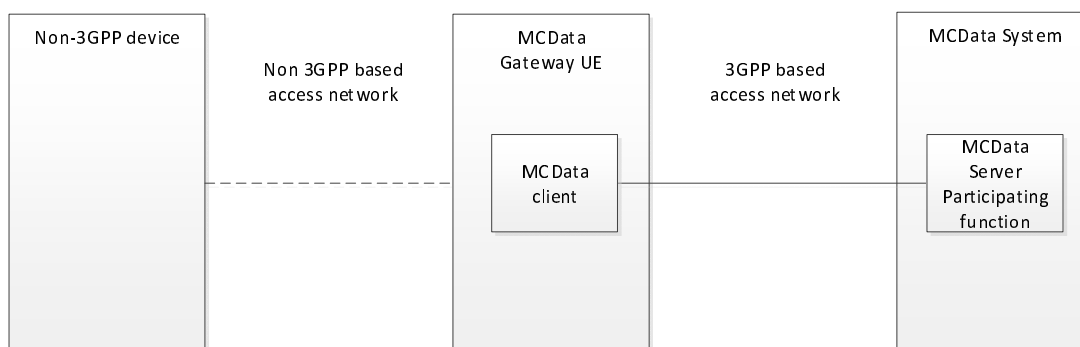 Non-3GPP device
Non 3GPP based
access network
MCData
Gateway UE
MCData
client
3GPP based
access network
MCData System
MCData
Server
Participating
function